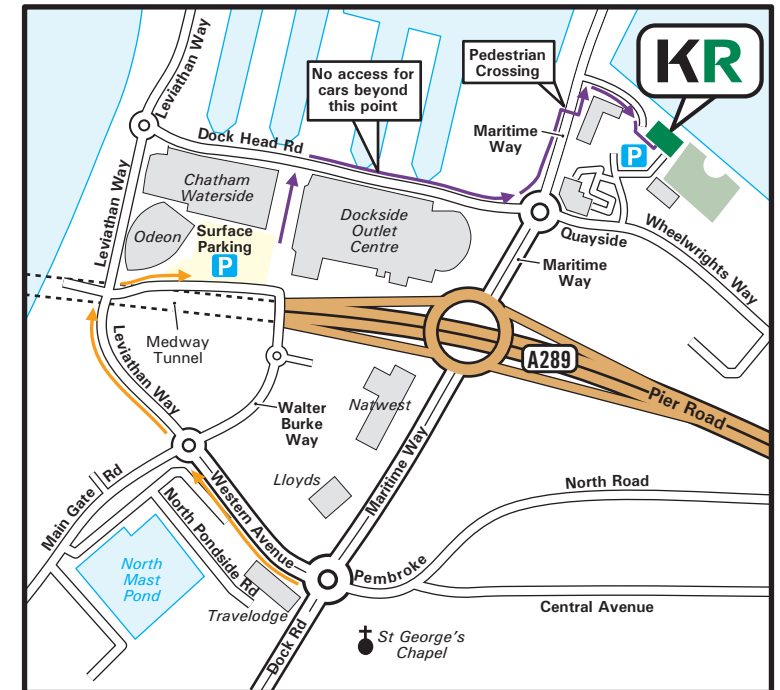 Leviathan Way
No access for
cars beyond
this point
Pedestrian
Crossing
KR
Dock Head Rd
Maritime
Way
P
Leviathan Way
Chatham
Waterside
Odeon
Surface
Parking
P
Dockside
Outlet
Centre
Quayside
Wheelwrights Way
Maritime
Way
Medway
Tunnel
A289
Pier Road
Leviathan Way
Walter
Burke
Way
Natwest
Maritime Way
Lloyds
Main Gate Rd
Western Avenue
North Pondside Rd
North Road
North
Mast
Pond
Pembroke
Travelodge
Central Avenue
Dock Rd
St George's
Chapel